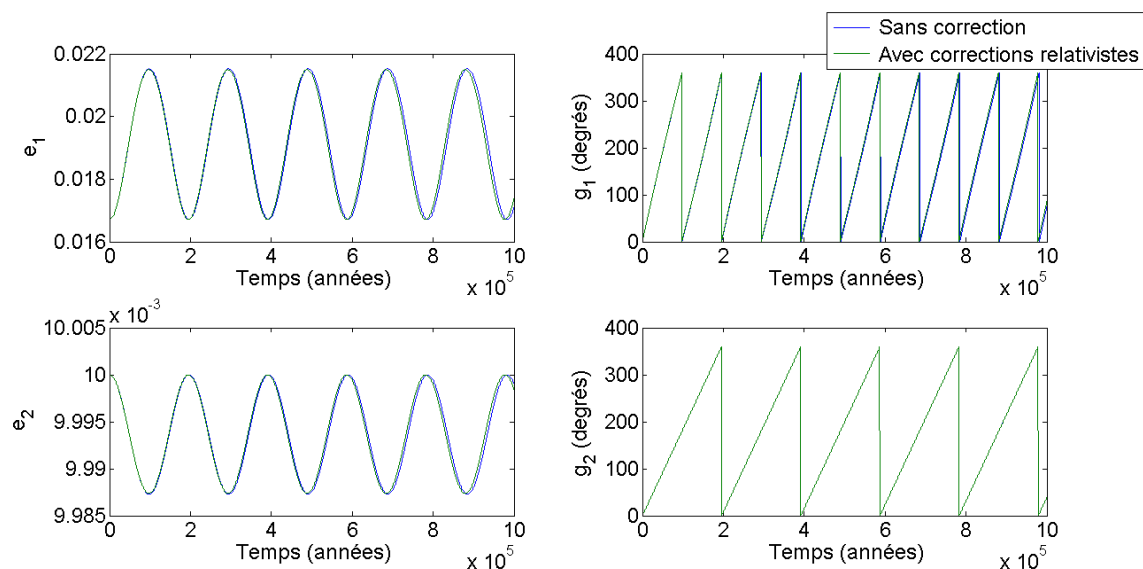 Sans correction
Avec corrections relativistes
0.022
0.02
0.018
0.016
e1
0 2 4 6 8 10
Temps (années)
x 10^5
400
300
200
100
0
g1 (degrés)
0 2 4 6 8 10
Temps (années)
x 10^5
x 10^-3
10.005
10
9.995
9.99
9.985
e2
0 2 4 6 8 10
Temps (années)
x 10^5
400
300
200
100
0
g2 (degrés)
0 2 4 6 8 10
Temps (années)
x 10^5